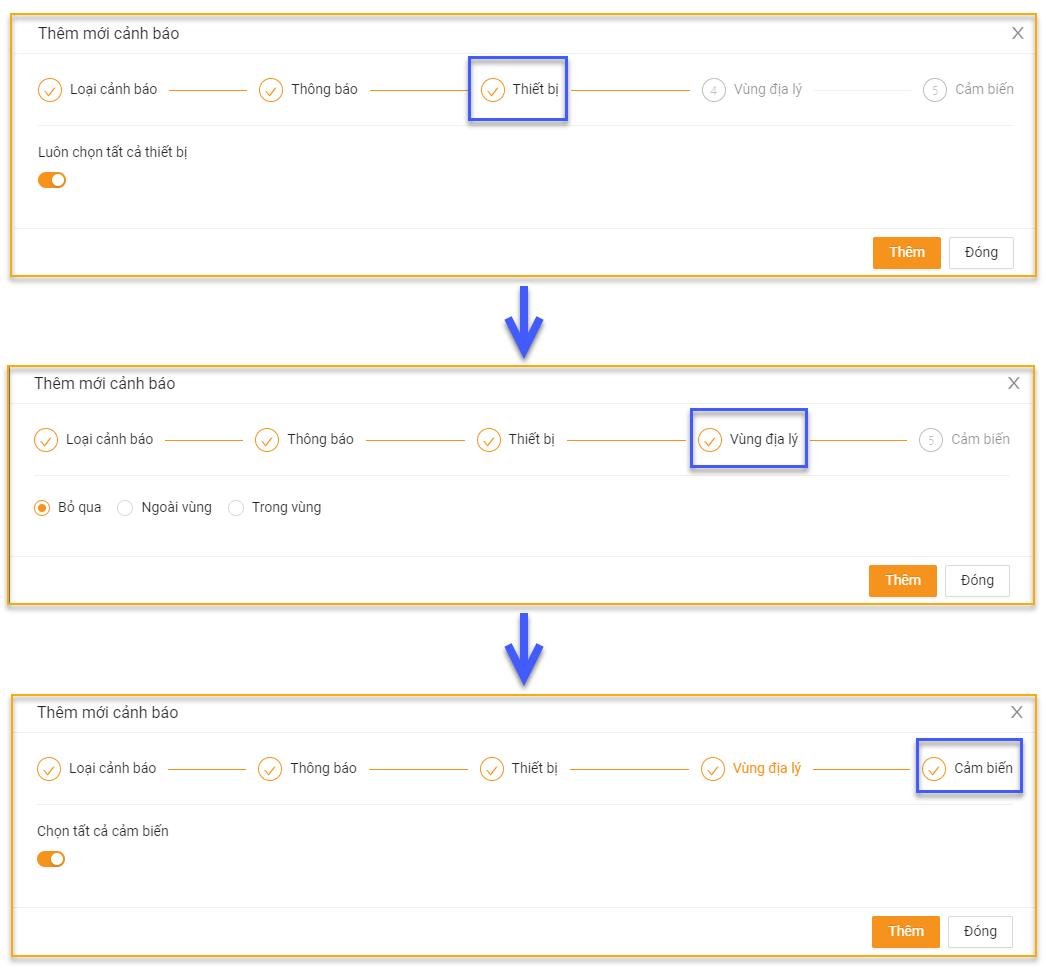 Thêm mới cảnh báo X
Loại cảnh báo Thông báo Thiết bị 4 Vùng địa lý 5 Cảm biến
Luôn chọn tất cả thiết bị
Thêm Đóng
Thêm mới cảnh báo X
Loại cảnh báo Thông báo Thiết bị Vùng địa lý 5 Cảm biến
Bỏ qua Ngoài vùng Trong vùng
Thêm Đóng
Thêm mới cảnh báo X
Loại cảnh báo Thông báo Thiết bị Vùng địa lý Cảm biến
Chọn tất cả cảm biến
Thêm Đóng